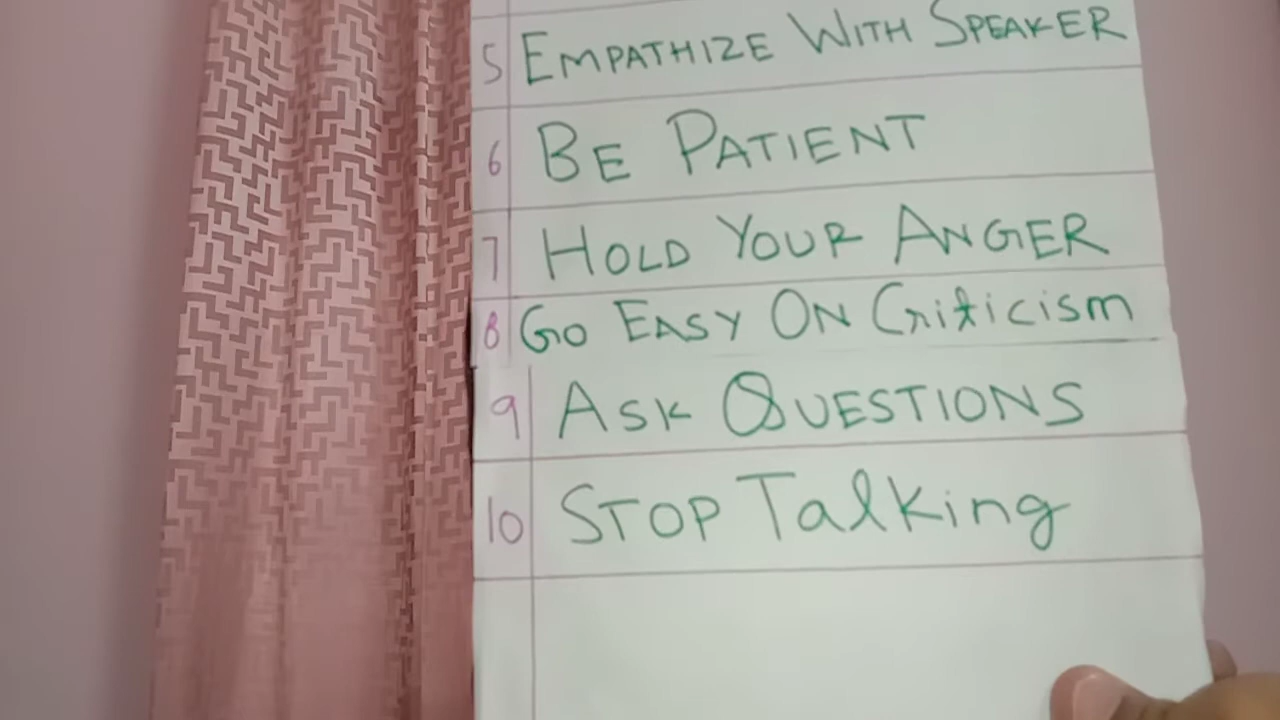 5 EMPATHIZE WITH SPEAKER
6 BE PATIENT
7 HOLD YOUR ANGER
8 GO EASY ON Criticism
9 ASK QUESTIONS
10 STOP Talking